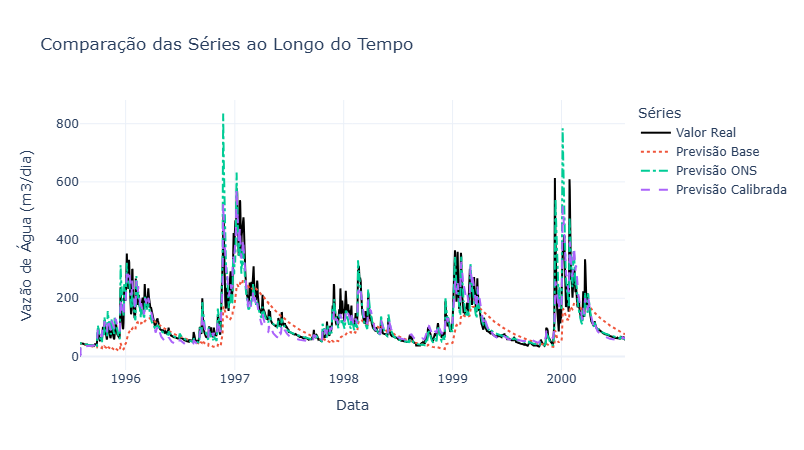 Comparação das Séries ao Longo do Tempo
Séries
Valor Real
Previsão Base
Previsão ONS
Previsão Calibrada
Vazão de Água (m3/dia)
800
600
400
200
0
1996
1997
1998
1999
2000
Data